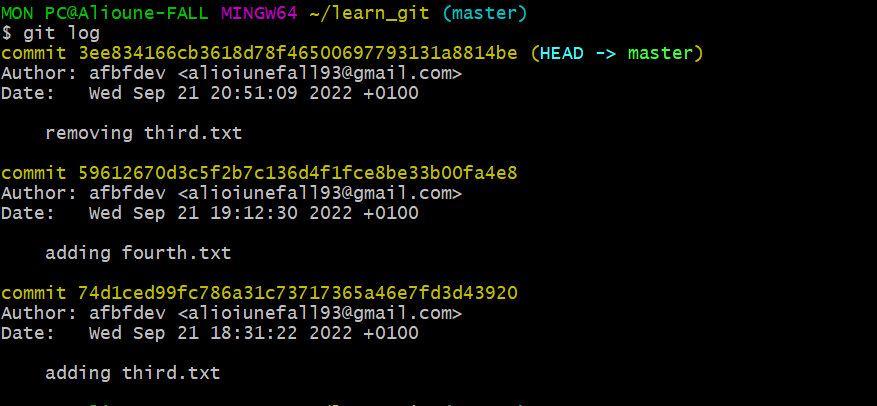 MON PC@Alioune-FALL MINGW64 ~/learn_git (master)
$ git log
commit 3ee834166cb3618d78f46500697793131a8814be (HEAD -> master)
Author: afbfdev <alioiunefall93@gmail.com>
Date:   Wed Sep 21 20:51:09 2022 +0100
removing third.txt
commit 59612670d3c5f2b7c136d4f1fce8be33b00fa4e8
Author: afbfdev <alioiunefall93@gmail.com>
Date:   Wed Sep 21 19:12:30 2022 +0100
adding fourth.txt
commit 74d1ced99fc786a31c73717365a46e7fd3d43920
Author: afbfdev <alioiunefall93@gmail.com>
Date:   Wed Sep 21 18:31:22 2022 +0100
adding third.txt